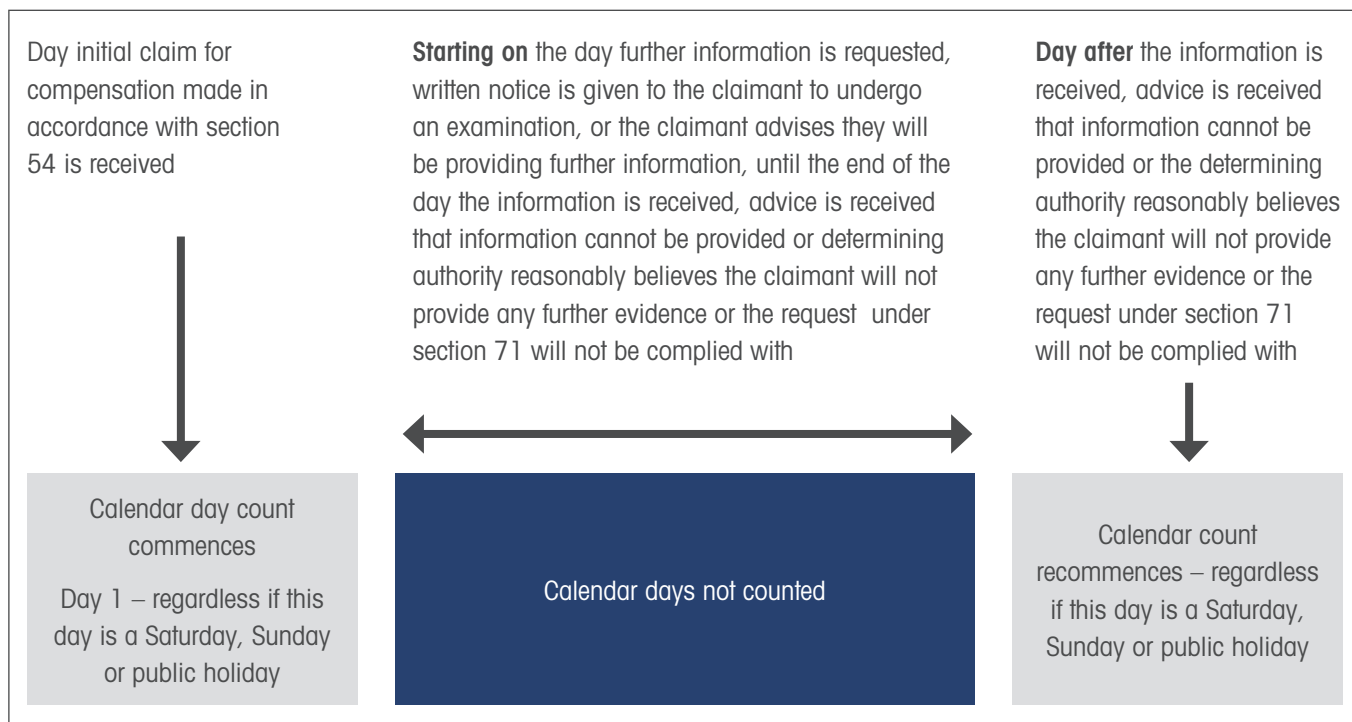 Day initial claim for
compensation made in
accordance with section
54 is received
Starting on the day further information is requested,
written notice is given to the claimant to undergo
an examination, or the claimant advises they will
be providing further information, until the end of the
day the information is received, advice is received
that information cannot be provided or determining
authority reasonably believes the claimant will not
provide any further evidence or the request under
section 71 will not be complied with
Day after the information is
received, advice is received
that information cannot be
provided or the determining
authority reasonably believes
the claimant will not provide
any further evidence or the
request under section 71
will not be complied with
Calendar day count
commences
Day 1 – regardless if this
day is a Saturday, Sunday
or public holiday
Calendar days not counted
Calendar count
recommences – regardless
if this day is a Saturday,
Sunday or public holiday